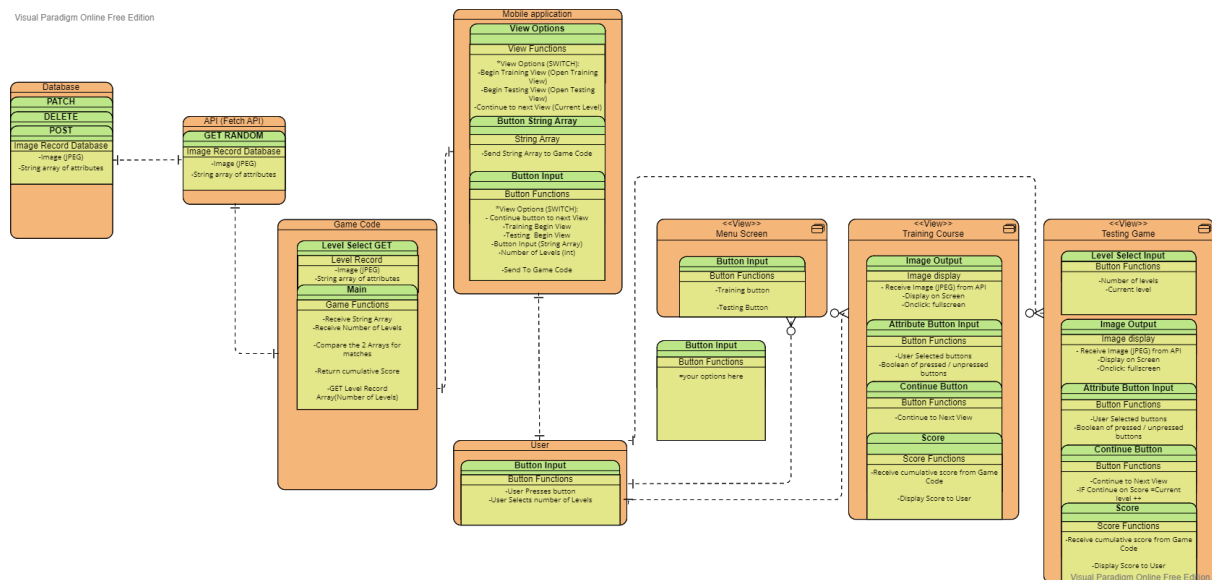 Visual Paradigm Online Free Edition
Database
PATCH
DELETE
POST
Image Record Database
-Image (JPEG)
-String array of attributes
API (Fetch API)
GET RANDOM
Image Record Database
-Image (JPEG)
-String array of attributes
Game Code
Level Select GET
Level Record
-Image (JPEG)
-String array of attributes
Main
Game Functions
-Receive String Array
-Receive Number of Levels
-Compare the 2 Arrays for
matches
-Return cumulative Score
-GET Level Record
Array(Number of Levels)
Mobile application
View Options
View Functions
*View Options (SWITCH):
-Begin Training View (Open Training
View)
-Begin Testing View (Open Testing
View)
-Continue to next View (Current Level)
Button String Array
String Array
-Send String Array to Game Code
Button Input
Button Functions
*View Options (SWITCH):
- Continue button to next View
-Training Begin View
-Testing Begin View
-Button Input (String Array)
-Number of Levels (int)
-Send To Game Code
User
Button Input
Button Functions
-User Presses button
-User Selects number of Levels
<<View>>
Menu Screen
Button Input
Button Functions
-Training button
-Testing Button
Button Input
Button Functions
*your options here
<<View>>
Training Course
Image Output
Image display
- Receive Image (JPEG) from API
-Display on Screen
-Onclick: fullscreen
Attribute Button Input
Button Functions
-User Selected buttons
-Boolean of pressed / unpressed
buttons
Continue Button
Button Functions
-Continue to Next View
Score
Score Functions
-Receive cumulative score from Game
Code
-Display Score to User
<<View>>
Testing Game
Level Select Input
Button Functions
-Number of levels
-Current level
Image Output
Image display
- Receive Image (JPEG) from API
-Display on Screen
-Onclick: fullscreen
Attribute Button Input
Button Functions
-User Selected buttons
-Boolean of pressed / unpressed
buttons
Continue Button
Button Functions
-Continue to Next View
-IF Continue on Score =Current
level ++
Score
Score Functions
-Receive cumulative score from Game
Code
-Display Score to User
Visual Paradigm Online Free Edition